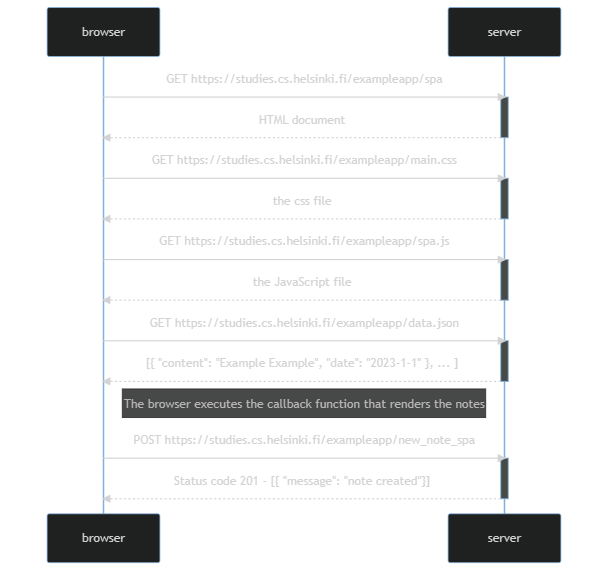 browser server
GET https://studies.cs.helsinki.fi/exampleapp/spa
HTML document
GET https://studies.cs.helsinki.fi/exampleapp/main.css
the css file
GET https://studies.cs.helsinki.fi/exampleapp/spa.js
the JavaScript file
GET https://studies.cs.helsinki.fi/exampleapp/data.json
[{ "content": "Example Example", "date": "2023-1-1" }, ... ]
The browser executes the callback function that renders the notes
POST https://studies.cs.helsinki.fi/exampleapp/new_note_spa
Status code 201 - [{ "message": "note created"}]
browser server